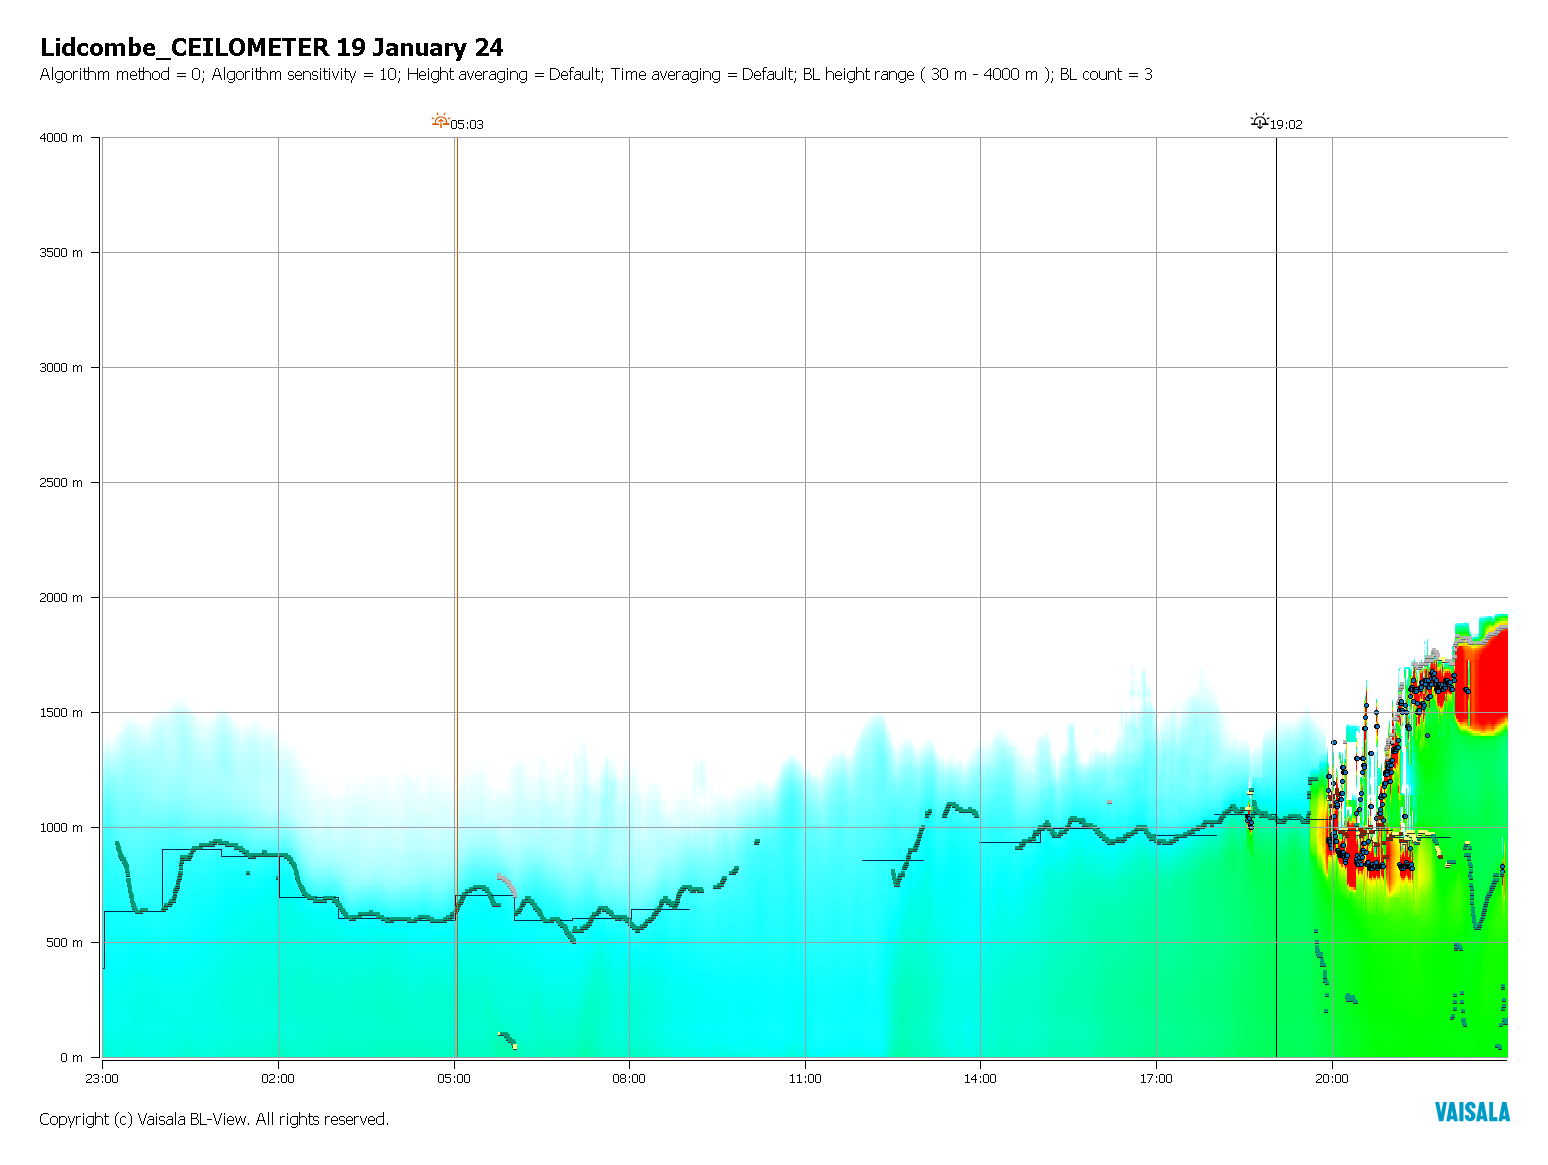 Lidcombe_CEILOMETER 19 January 24
Algorithm method = 0; Algorithm sensitivity = 10; Height averaging = Default; Time averaging = Default; BL height range ( 30 m - 4000 m ); BL count = 3
05:03
19:02
4000 m
3500 m
3000 m
2500 m
2000 m
1500 m
1000 m
500 m
0 m
23:00
02:00
05:00
08:00
11:00
14:00
17:00
20:00
Copyright (c) Vaisala BL-View. All rights reserved.
VAISALA